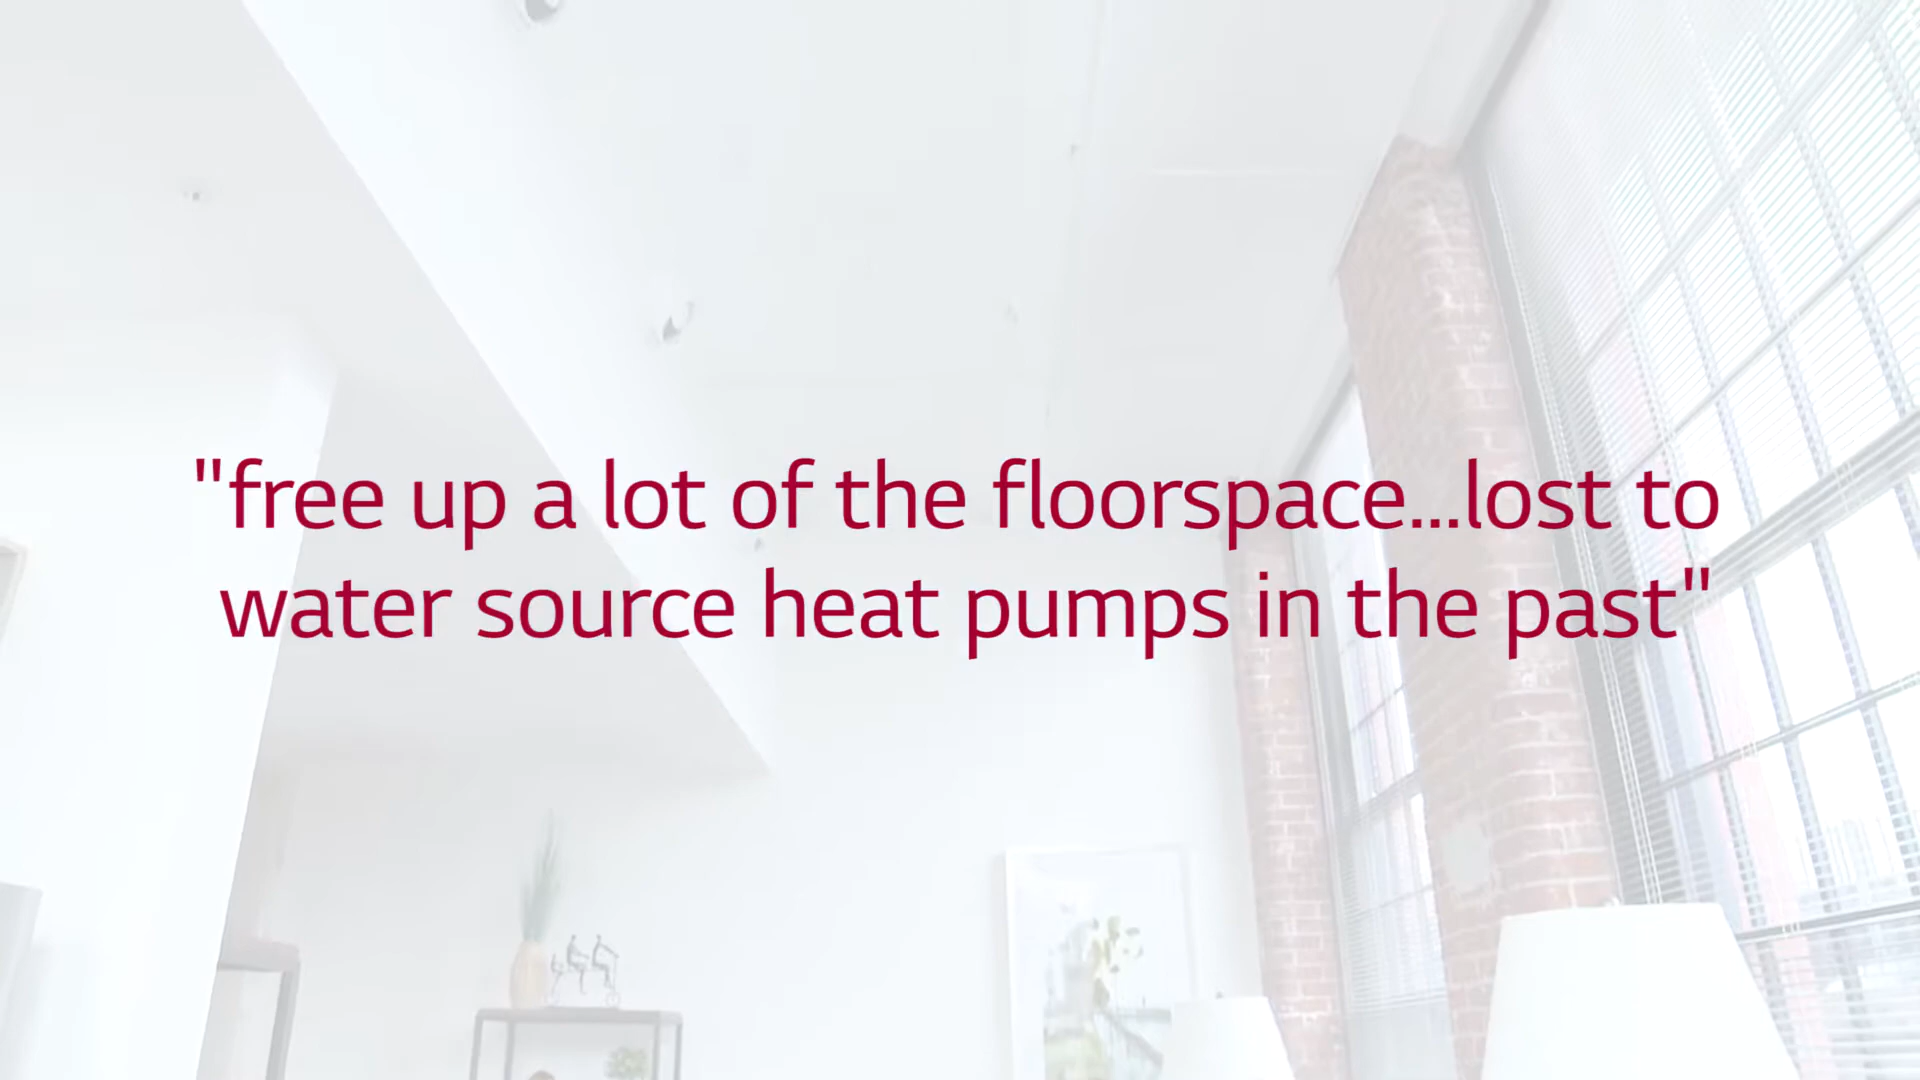 "free up a lot of the floorspace...lost to
water source heat pumps in the past"